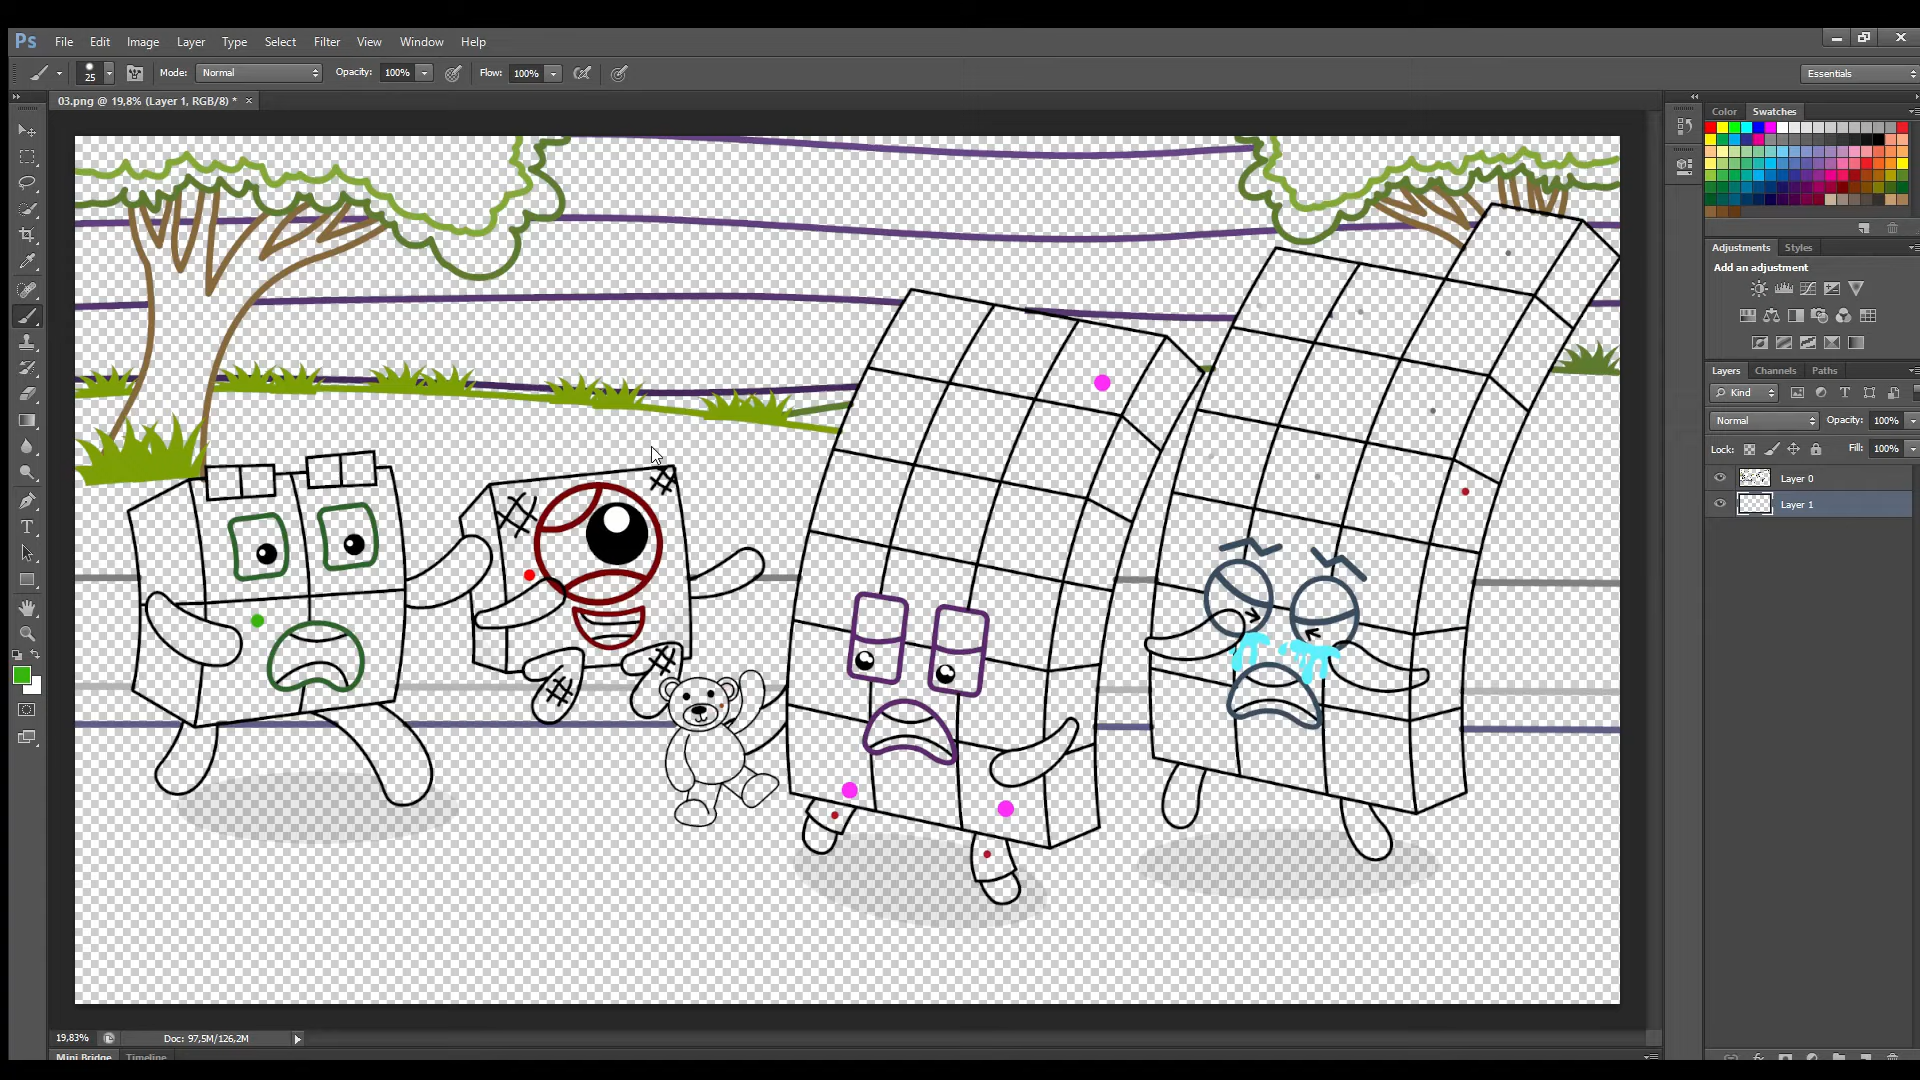 Ps File Edit Image Layer Type Select Filter View Window Help
25 Mode: Normal Opacity: 100% Flow: 100% Essentials
03.png @ 19,8% (Layer 1, RGB/8) * ×
Color Swatches
Adjustments Styles
Add an adjustment
Layers Channels Paths
Kind
Normal Opacity: 100%
Lock: Fill: 100%
Layer 0
Layer 1
19,83% Doc: 97,5M/126,2M
Mini Bridge Timeline